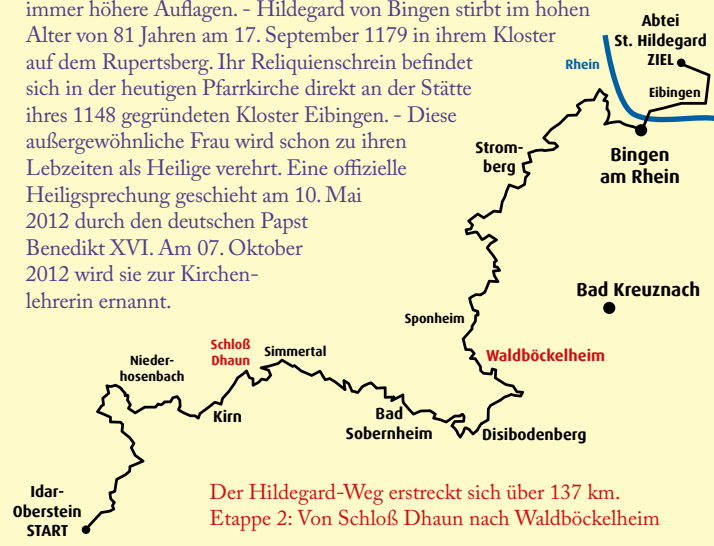 immer höhere Auflagen. - Hildegard von Bingen stirbt im hohen
Alter von 81 Jahren am 17. September 1179 in ihrem Kloster
auf dem Rupertsberg. Ihr Reliquienschrein befindet
sich in der heutigen Pfarrkirche direkt an der Stätte
ihres 1148 gegründeten Kloster Eibingen. - Diese
außergewöhnliche Frau wird schon zu ihren
Lebzeiten als Heilige verehrt. Eine offizielle
Heiligsprechung geschieht am 10. Mai
2012 durch den deutschen Papst
Benedikt XVI. Am 07. Oktober
2012 wird sie zur Kirchen-
lehrerin ernannt.
Abtei
St. Hildegard
ZIEL
Rhein
Eibingen
Bingen
am Rhein
Strom-
berg
Bad Kreuznach
Sponheim
Waldböckelheim
Schloß
Dhaun
Simmertal
Nieder-
hosenbach
Kirn
Bad
Sobernheim
Disibodenberg
Idar-
Oberstein
START
Der Hildegard-Weg erstreckt sich über 137 km.
Etappe 2: Von Schloß Dhaun nach Waldböckelheim